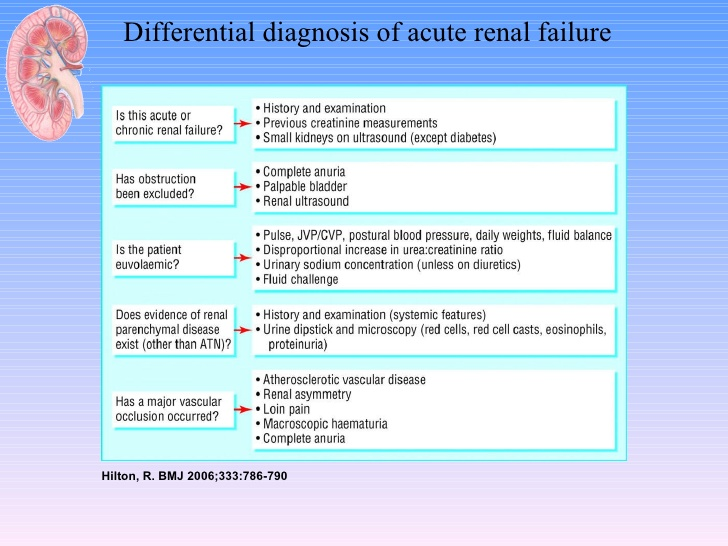 Differential diagnosis of acute renal failure
Is this acute or
chronic renal failure?
• History and examination
• Previous creatinine measurements
• Small kidneys on ultrasound (except diabetes)
Has obstruction
been excluded?
• Complete anuria
• Palpable bladder
• Renal ultrasound
Is the patient
euvolaemic?
• Pulse, JVP/CVP, postural blood pressure, daily weights, fluid balance
• Disproportional increase in urea:creatinine ratio
• Urinary sodium concentration (unless on diuretics)
• Fluid challenge
Does evidence of renal
parenchymal disease
exist (other than ATN)?
• History and examination (systemic features)
• Urine dipstick and microscopy (red cells, red cell casts, eosinophils,
proteinuria)
Has a major vascular
occlusion occurred?
• Atherosclerotic vascular disease
• Renal asymmetry
• Loin pain
• Macroscopic haematuria
• Complete anuria
Hilton, R. BMJ 2006;333:786-790